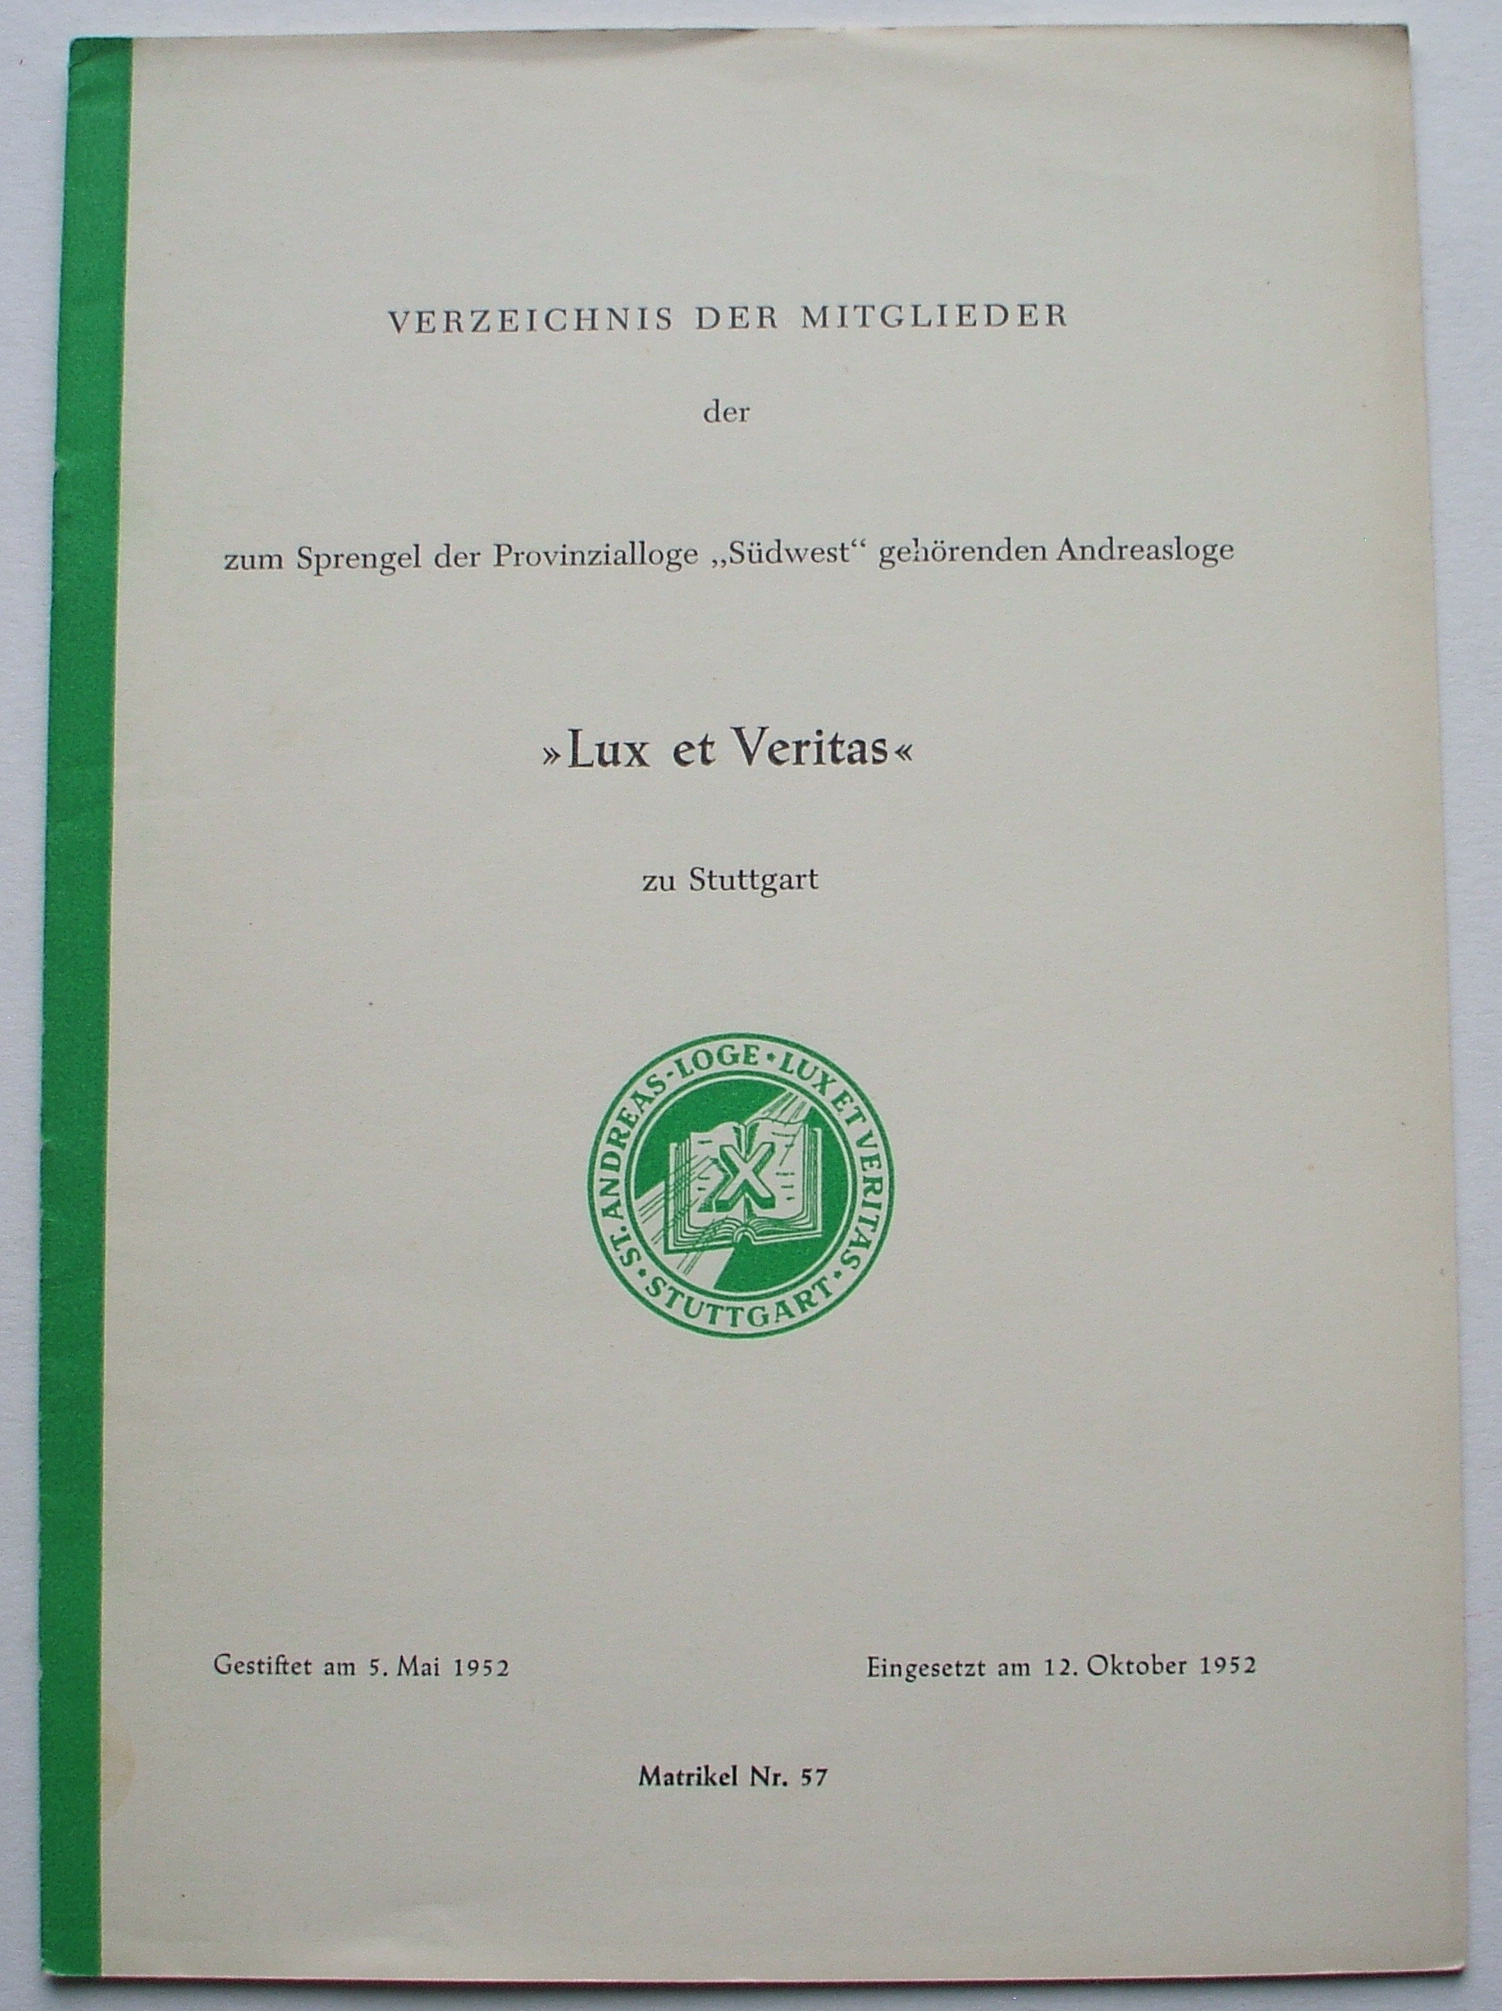 VERZEICHNIS DER MITGLIEDER
der
zum Sprengel der Provinzialloge „Südwest“ gehörenden Andreasloge
»Lux et Veritas«
zu Stuttgart
ST. ANDREAS-LOGE • LUX ET VERITAS • STUTTGART •
X
Gestiftet am 5. Mai 1952
Eingesetzt am 12. Oktober 1952
Matrikel Nr. 57